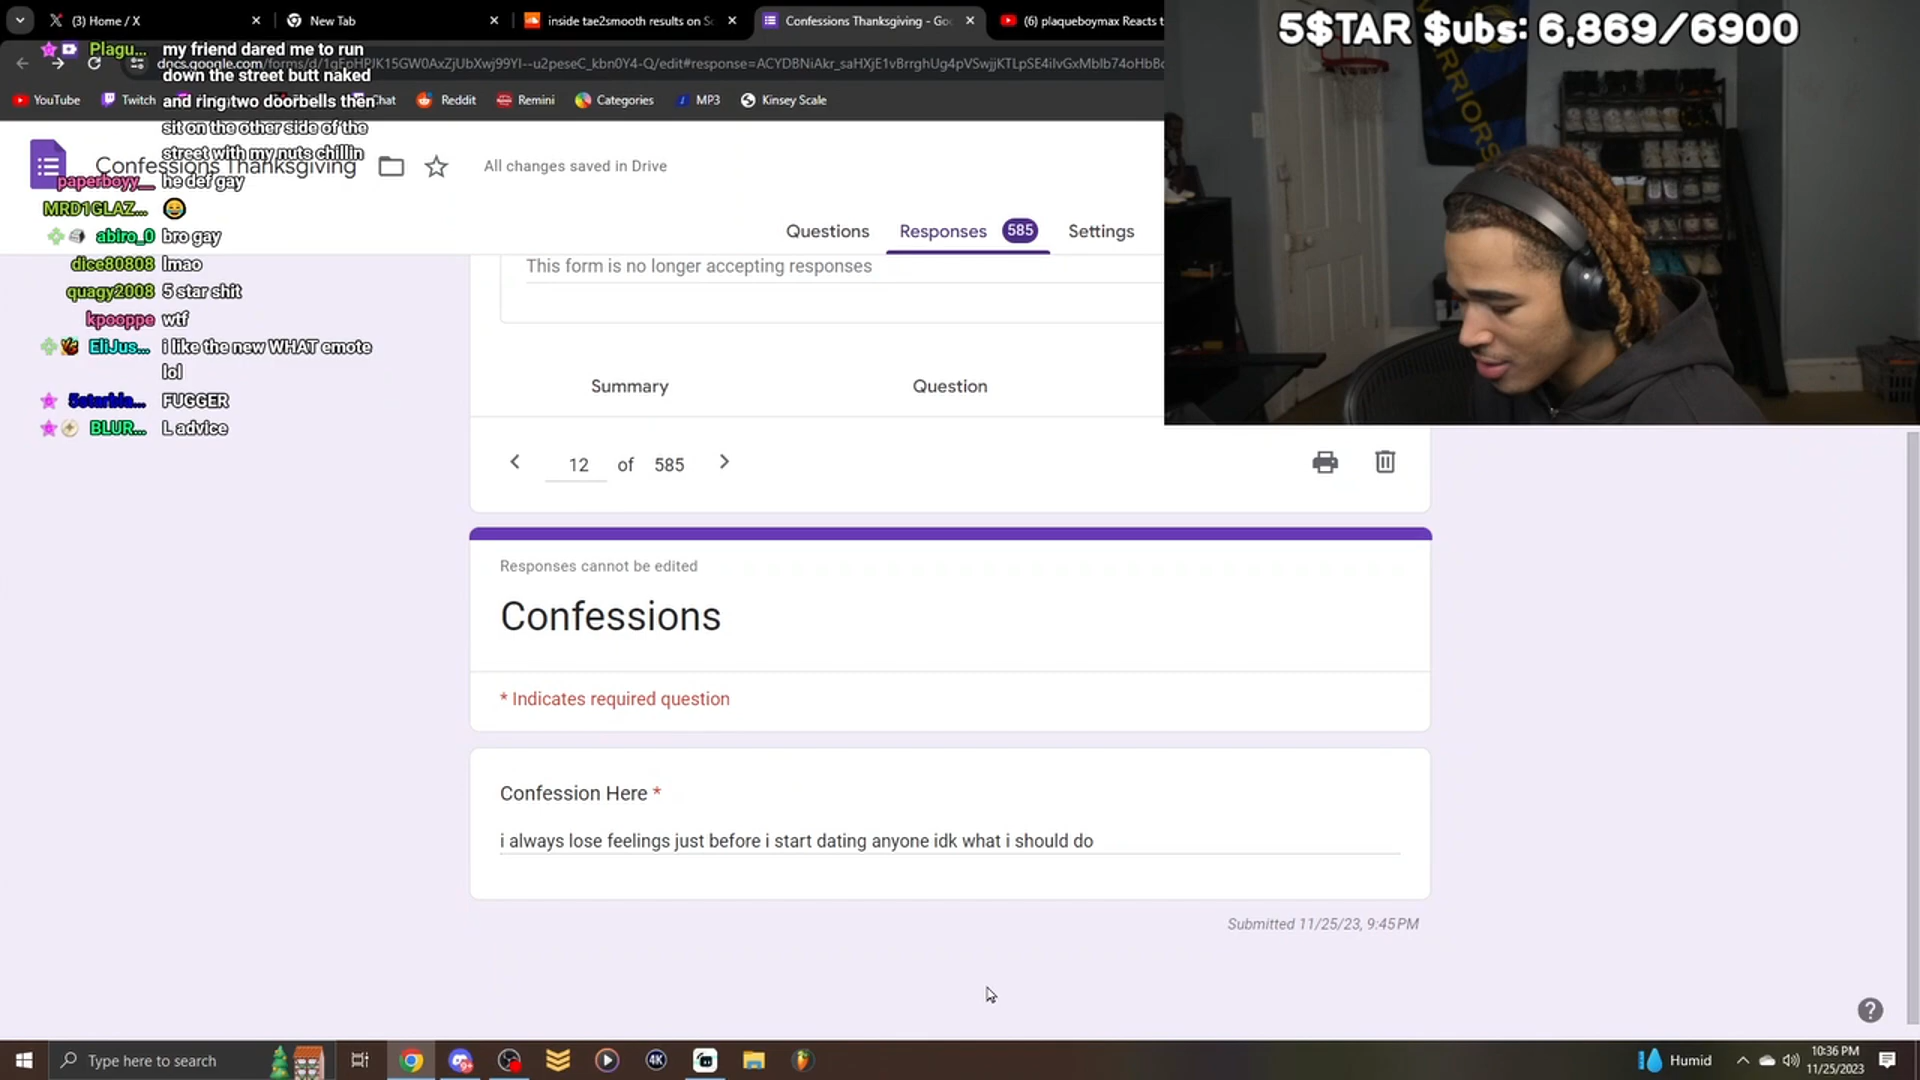 (3) Home / X
New Tab
inside tae2smooth results on Sc
Confessions Thanksgiving - Goo
(6) plaqueboymax Reacts t
5$TAR $ubs: 6,869/6900
YouTube
Twitch
Chat
Reddit
Remini
Categories
MP3
Kinsey Scale
Plagu... my friend dared me to run
down the street butt naked
and ring two doorbells then
sit on the other side of the
street with my nuts chillin
paperboyy__ he def gay
MRD1GLAZ... 😂
abiro_0 bro gay
dice80808 lmao
quagy2008 5 star shit
kpooppe wtf
EliJus... i like the new WHAT emote
lol
5starbla... FUGGER
BLUR... L advice
Confessions Thanksgiving
All changes saved in Drive
Questions
Responses 585
Settings
This form is no longer accepting responses
Summary
Question
12 of 585
Responses cannot be edited
Confessions
* Indicates required question
Confession Here *
i always lose feelings just before i start dating anyone idk what i should do
Submitted 11/25/23, 9:45 PM
WARRIORS
Type here to search
4K
Humid
10:36 PM
11/25/2023